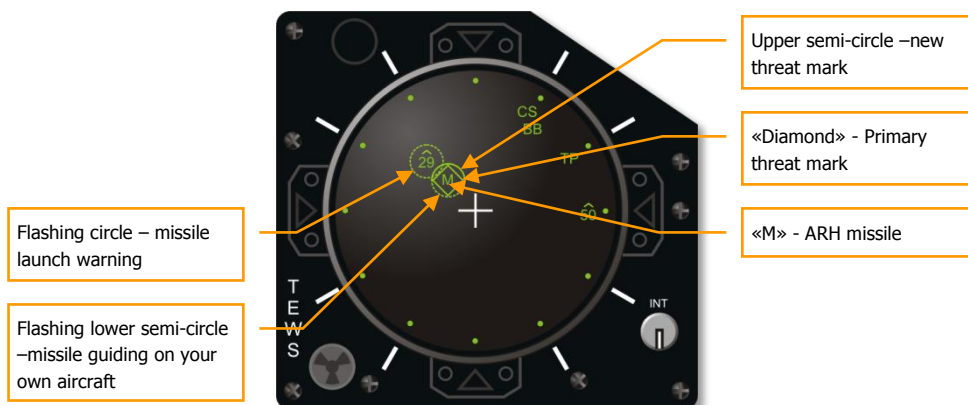 Upper semi-circle –new
threat mark
«Diamond» - Primary
threat mark
«M» - ARH missile
Flashing circle – missile
launch warning
Flashing lower semi-circle
–missile guiding on your
own aircraft
CS
BB
TP
29
M
50
T
E
W
S
INT